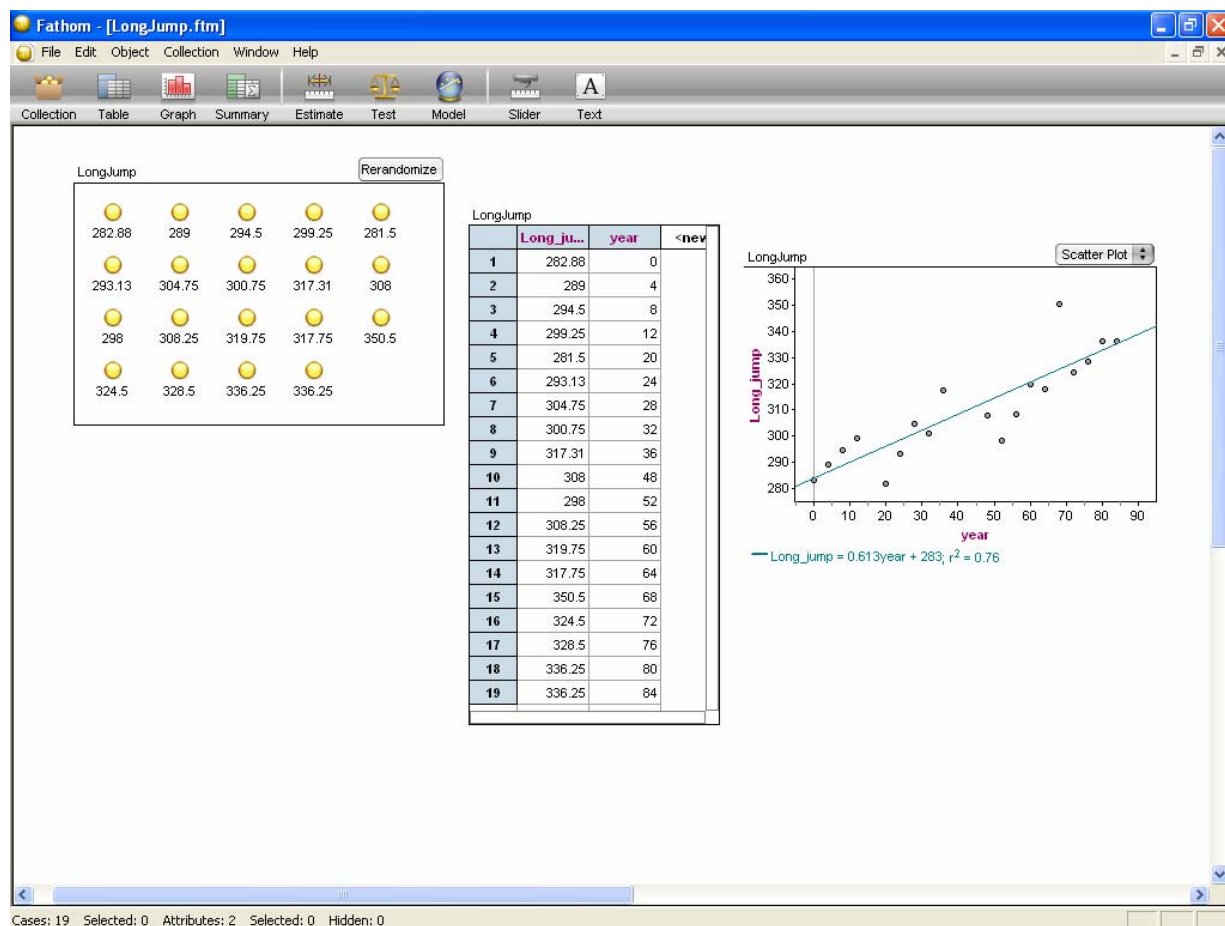 Fathom - [LongJump.ftm]
File Edit Object Collection Window Help
Collection Table Graph Summary Estimate Test Model Slider Text
LongJump Rerandomize
282.88 289 294.5 299.25 281.5
293.13 304.75 300.75 317.31 308
298 308.25 319.75 317.75 350.5
324.5 328.5 336.25 336.25
LongJump
Long_ju... year <new
1 282.88 0
2 289 4
3 294.5 8
4 299.25 12
5 281.5 20
6 293.13 24
7 304.75 28
8 300.75 32
9 317.31 36
10 308 48
11 298 52
12 308.25 56
13 319.75 60
14 317.75 64
15 350.5 68
16 324.5 72
17 328.5 76
18 336.25 80
19 336.25 84
LongJump Scatter Plot
360
350
340
330
320
310
300
290
280
Long_jump
0 10 20 30 40 50 60 70 80 90
year
Long_jump = 0.613year + 283; r² = 0.76
Cases: 19 Selected: 0 Attributes: 2 Selected: 0 Hidden: 0